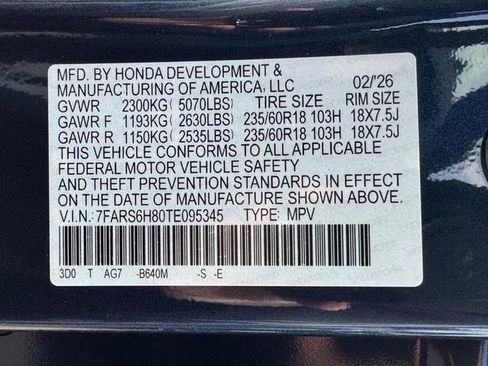 MFD. BY HONDA DEVELOPMENT &
MANUFACTURING OF AMERICA, LLC 02/'26
GVWR 2300KG (5070LBS) TIRE SIZE RIM SIZE
GAWR F 1193KG (2630LBS) 235/60R18 103H 18X7.5J
GAWR R 1150KG (2535LBS) 235/60R18 103H 18X7.5J
THIS VEHICLE CONFORMS TO ALL APPLICABLE
FEDERAL MOTOR VEHICLE SAFETY
AND THEFT PREVENTION STANDARDS IN EFFECT
ON THE DATE OF MANUFACTURE SHOWN ABOVE.
V.I.N.: 7FARS6H80TE095345 TYPE: MPV
3D0 T AG7 -B640M -S -E